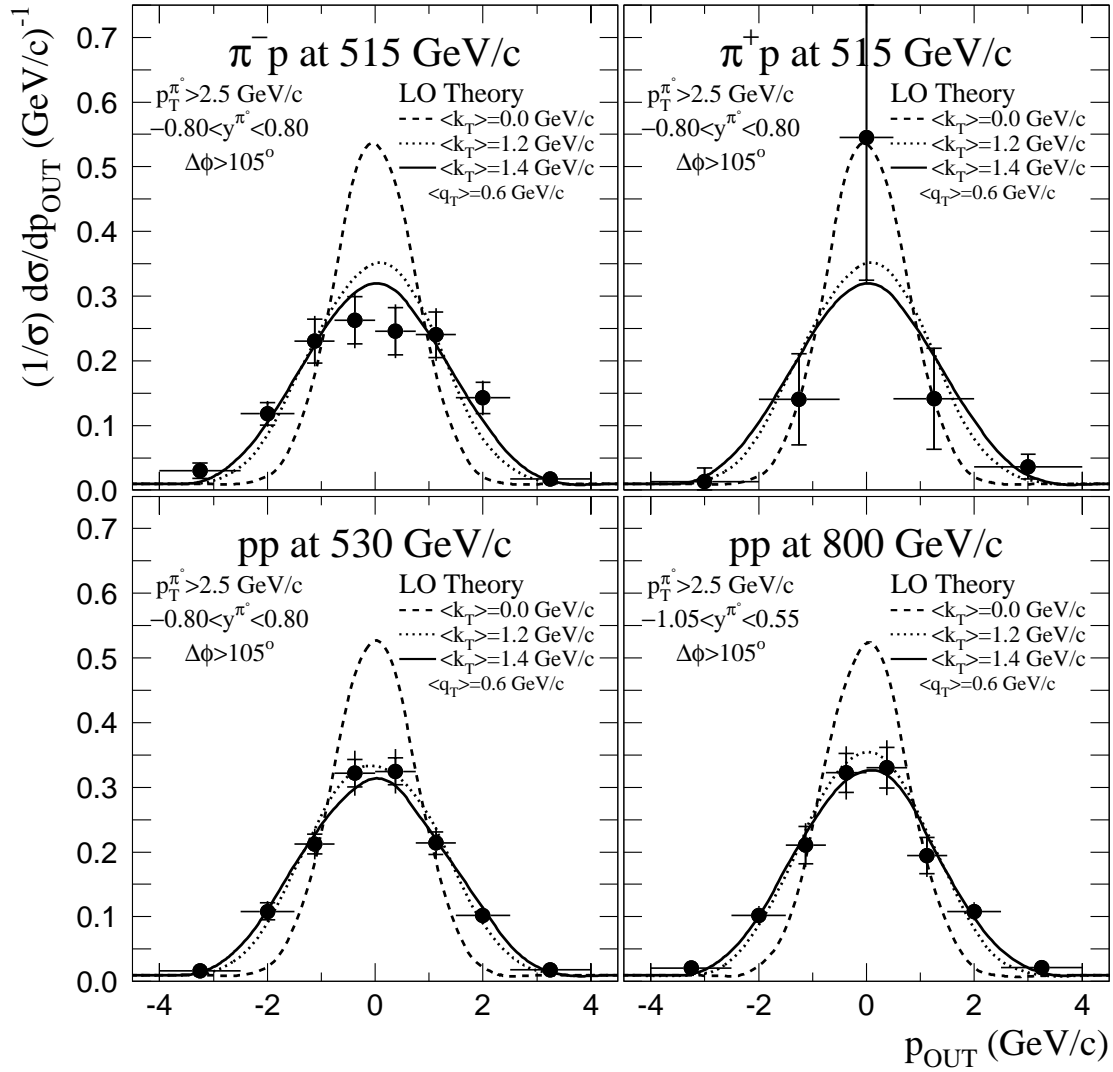 (1/σ) dσ/dp_OUT (GeV/c)^-1
0.7
0.6
0.5
0.4
0.3
0.2
0.1
0.0
π⁻p at 515 GeV/c
p_T^π° >2.5 GeV/c
−0.80<y^π° <0.80
Δφ>105°
LO Theory
<k_T>=0.0 GeV/c
<k_T>=1.2 GeV/c
<k_T>=1.4 GeV/c
<q_T>=0.6 GeV/c
π⁺p at 515 GeV/c
p_T^π° >2.5 GeV/c
−0.80<y^π° <0.80
Δφ>105°
LO Theory
<k_T>=0.0 GeV/c
<k_T>=1.2 GeV/c
<k_T>=1.4 GeV/c
<q_T>=0.6 GeV/c
0.7
0.6
0.5
0.4
0.3
0.2
0.1
0.0
pp at 530 GeV/c
p_T^π° >2.5 GeV/c
−0.80<y^π° <0.80
Δφ>105°
LO Theory
<k_T>=0.0 GeV/c
<k_T>=1.2 GeV/c
<k_T>=1.4 GeV/c
<q_T>=0.6 GeV/c
pp at 800 GeV/c
p_T^π° >2.5 GeV/c
−1.05<y^π° <0.55
Δφ>105°
LO Theory
<k_T>=0.0 GeV/c
<k_T>=1.2 GeV/c
<k_T>=1.4 GeV/c
<q_T>=0.6 GeV/c
-4 -2 0 2 4
-4 -2 0 2 4
p_OUT (GeV/c)